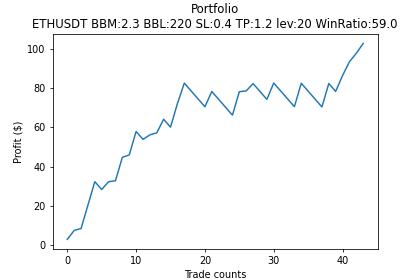 Portfolio
ETHUSDT BBM:2.3 BBL:220 SL:0.4 TP:1.2 lev:20 WinRatio:59.0
100
80
60
40
20
0
Profit ($)
0 10 20 30 40
Trade counts